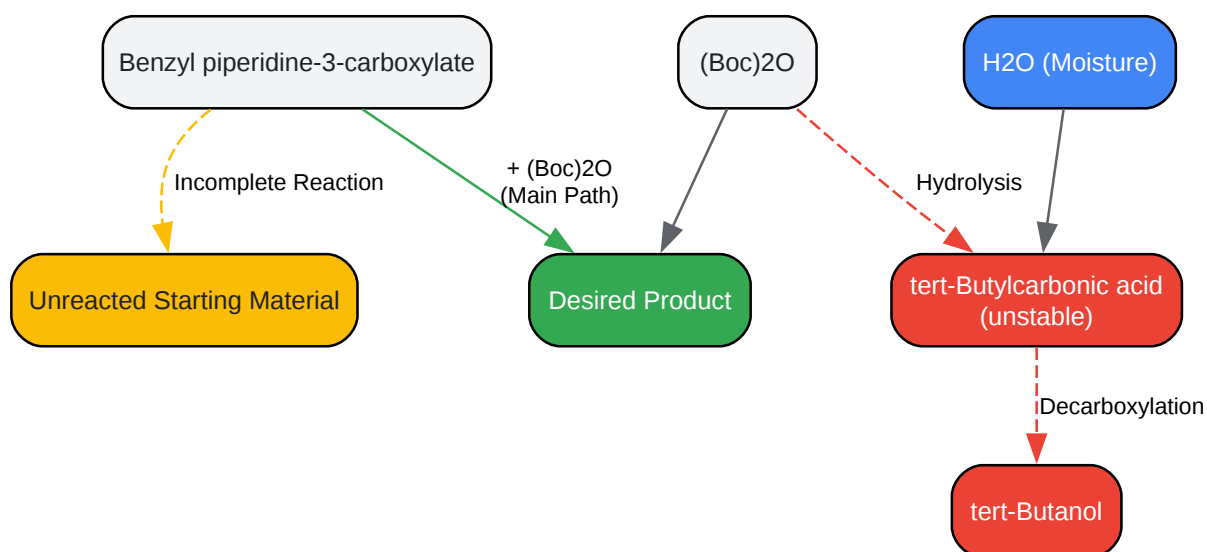 Benzyl piperidine-3-carboxylate
(Boc)2O
H2O (Moisture)
Incomplete Reaction
+ (Boc)2O
(Main Path)
Hydrolysis
Unreacted Starting Material
Desired Product
tert-Butylcarbonic acid
(unstable)
Decarboxylation
tert-Butanol